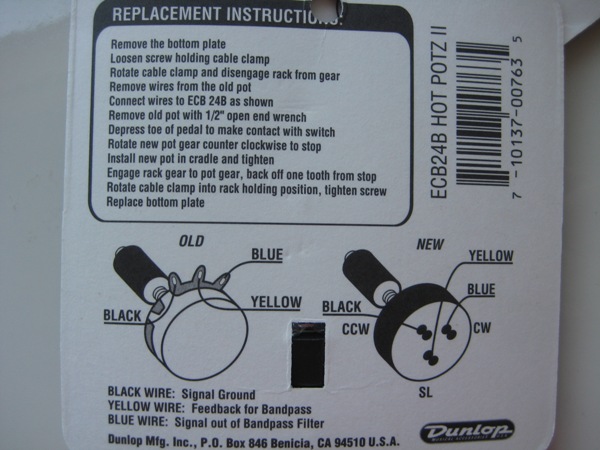 REPLACEMENT INSTRUCTIONS:
Remove the bottom plate
Loosen screw holding cable clamp
Rotate cable clamp and disengage rack from gear
Remove wires from the old pot
Connect wires to ECB 24B as shown
Remove old pot with 1/2" open end wrench
Depress toe of pedal to make contact with switch
Rotate new pot gear counter clockwise to stop
Install new pot in cradle and tighten
Engage rack gear to pot gear, back off one tooth from stop
Rotate cable clamp into rack holding position, tighten screw
Replace bottom plate
ECB24B HOT POTZ II
7 -10137-00763 5
OLD
BLUE
YELLOW
BLACK
NEW
YELLOW
BLUE
BLACK
CCW
CW
SL
BLACK WIRE: Signal Ground
YELLOW WIRE: Feedback for Bandpass
BLUE WIRE: Signal out of Bandpass Filter
Dunlop Mfg. Inc., P.O. Box 846 Benicia, CA 94510 U.S.A.
Dunlop